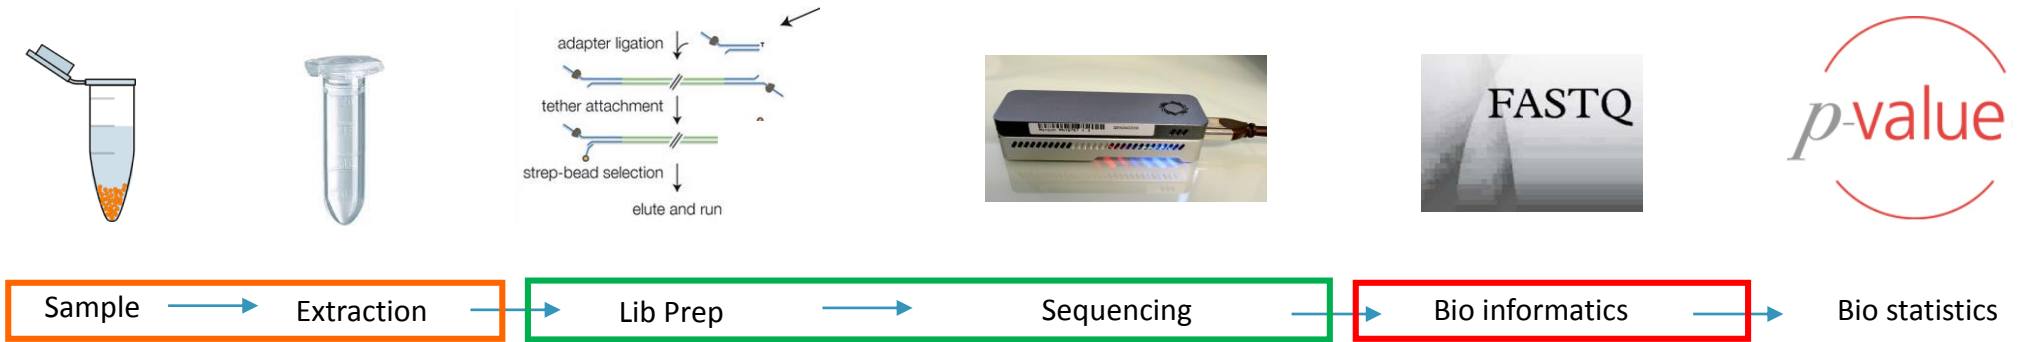 adapter ligation
T
tether attachment
strep-bead selection
elute and run
FASTQ
p-value
Sample
Extraction
Lib Prep
Sequencing
Bio informatics
Bio statistics